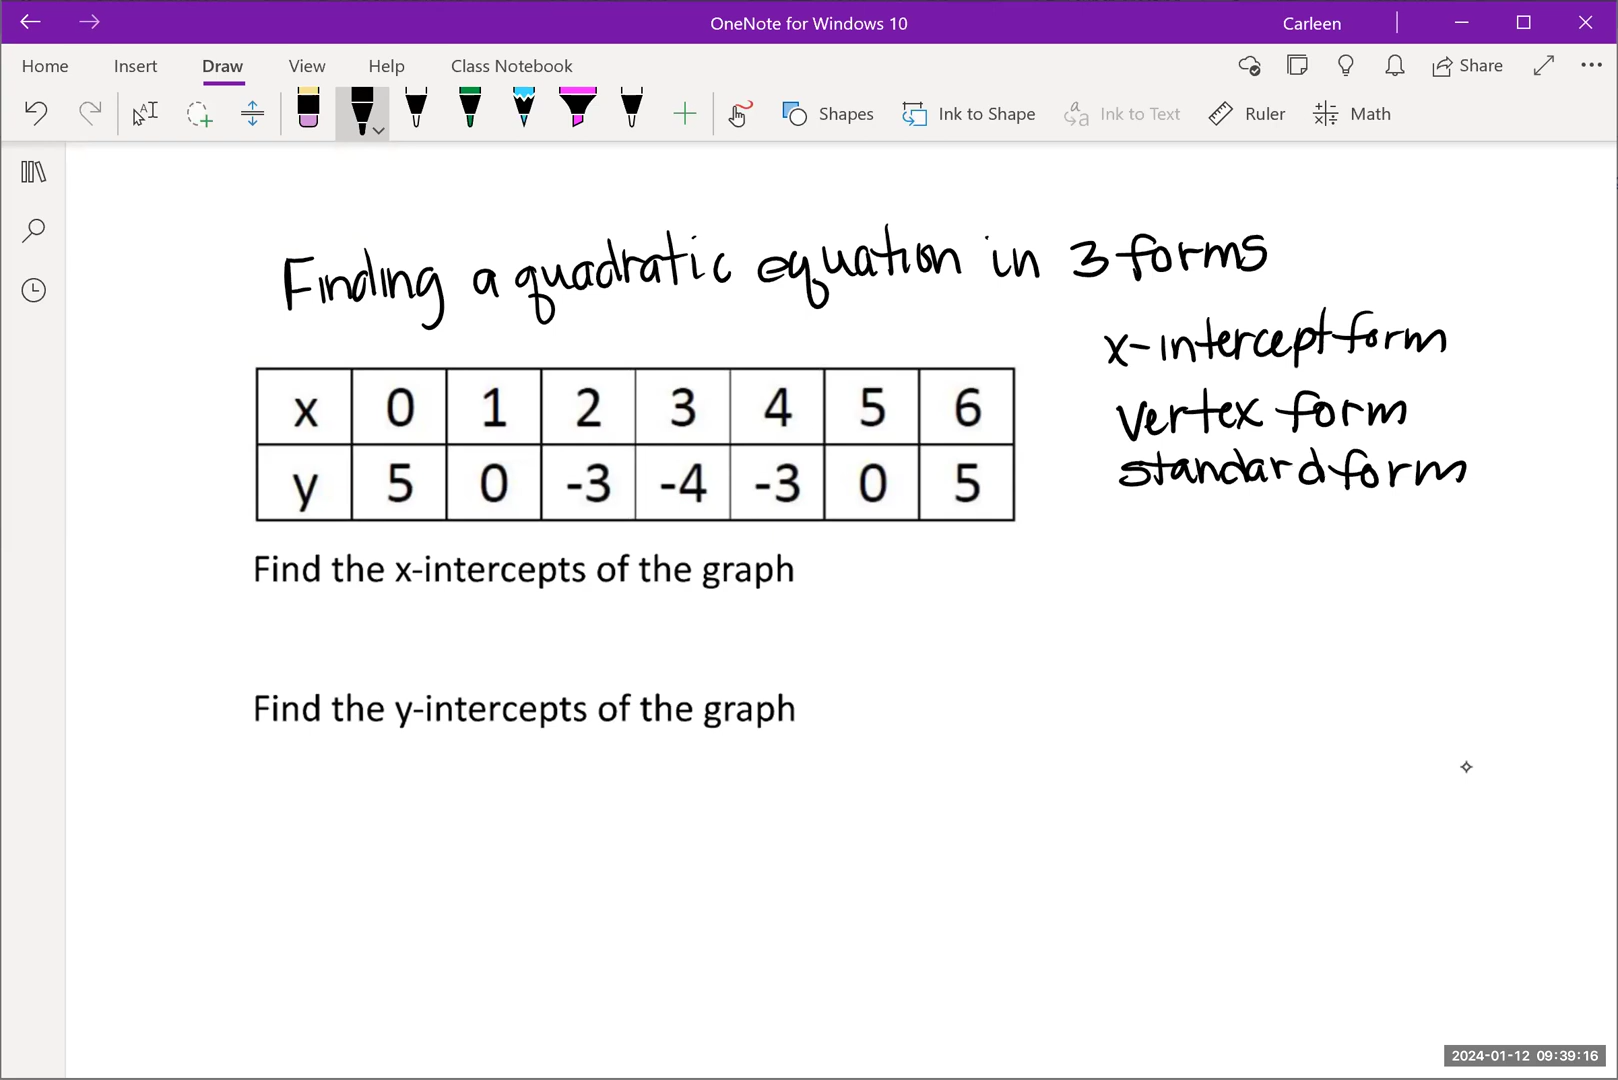 OneNote for Windows 10
Carleen
Home Insert Draw View Help Class Notebook Share
Shapes Ink to Shape Ink to Text Ruler Math
Finding a quadratic equation in 3 forms
x-intercept form
vertex form
standard form
x 0 1 2 3 4 5 6
y 5 0 -3 -4 -3 0 5
Find the x-intercepts of the graph
Find the y-intercepts of the graph
2024-01-12 09:39:16